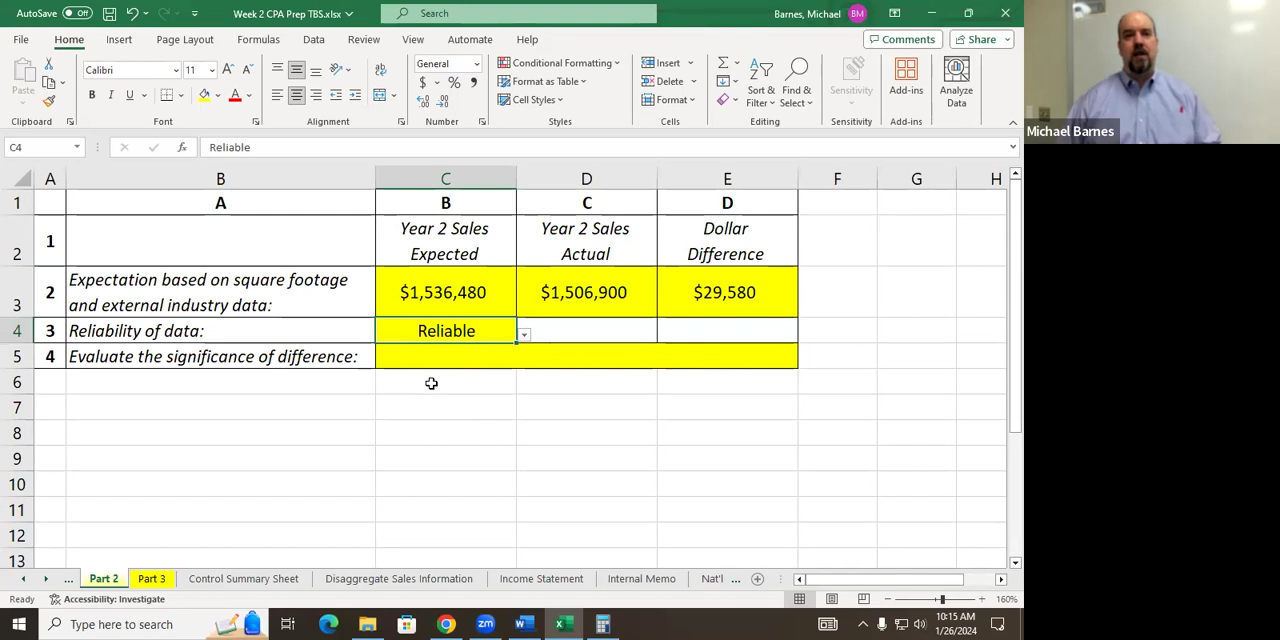 AutoSave Off Week 2 CPA Prep TBS.xlsx Search Barnes, Michael BM
File Home Insert Page Layout Formulas Data Review View Automate Help Comments Share
Paste Calibri 11 A A General Conditional Formatting Insert Sort & Find & Sensitivity Add-ins Analyze
B I U A $ % 9 Format as Table Delete Filter Select Data
Cell Styles Format
Clipboard Font Alignment Number Styles Cells Editing Sensitivity Add-ins
C4 fx Reliable
A B C D E F G H
1 A B C D
2 1 Year 2 Sales Year 2 Sales Dollar
Expected Actual Difference
3 2 Expectation based on square footage $1,536,480 $1,506,900 $29,580
and external industry data:
4 3 Reliability of data: Reliable
5 4 Evaluate the significance of difference:
6
7
8
9
10
11
12
13
... Part 2 Part 3 Control Summary Sheet Disaggregate Sales Information Income Statement Internal Memo Nat'l ...
Ready Accessibility: Investigate 160%
Type here to search 10:15 AM
1/26/2024
Michael Barnes